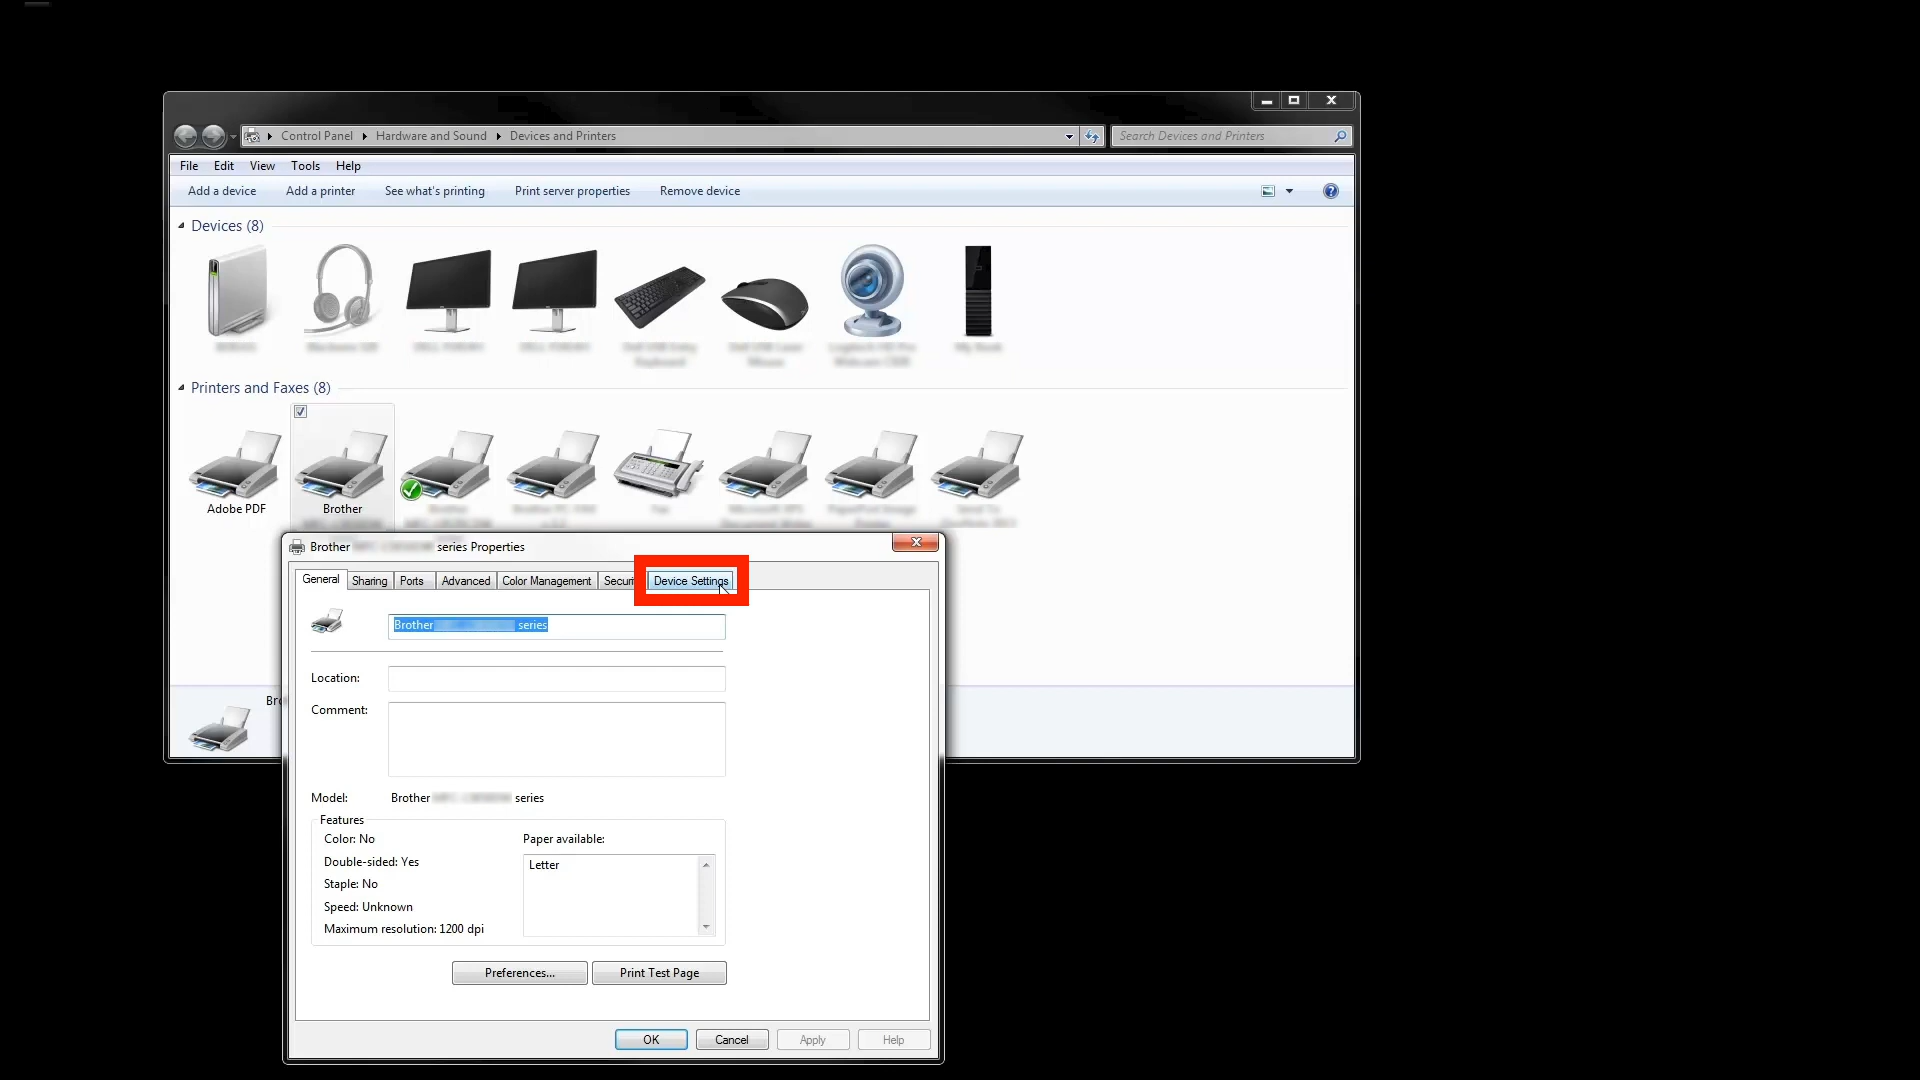 Control Panel Hardware and Sound Devices and Printers
Search Devices and Printers
File Edit View Tools Help
Add a device Add a printer See what's printing Print server properties Remove device
Devices (8)
Printers and Faxes (8)
Adobe PDF Brother
Brother series Properties
General Sharing Ports Advanced Color Management Securi Device Settings
Brother series
Location:
Bro
Comment:
Model: Brother series
Features
Color: No Paper available:
Double-sided: Yes Letter
Staple: No
Speed: Unknown
Maximum resolution: 1200 dpi
Preferences... Print Test Page
OK Cancel Apply Help